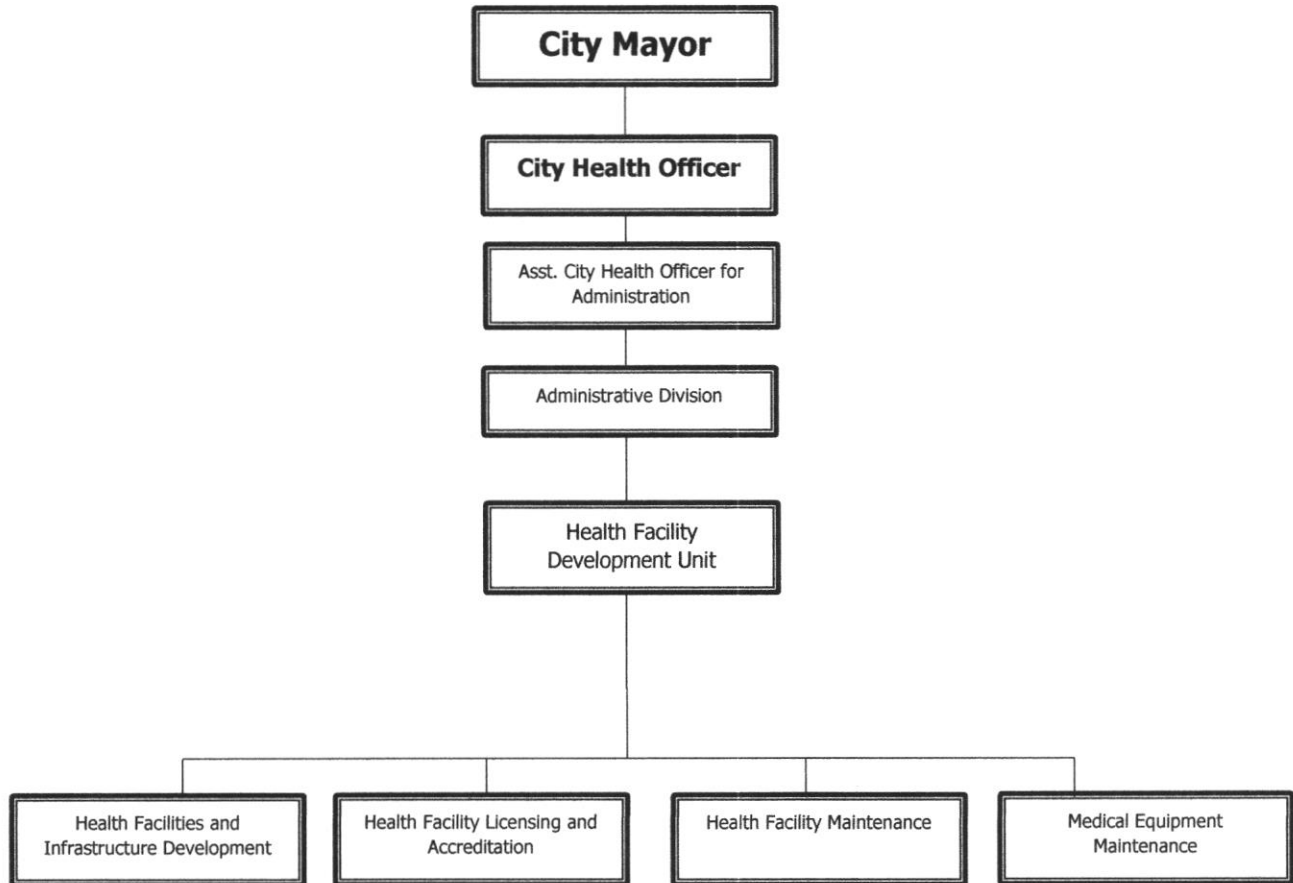 City Mayor
City Health Officer
Asst. City Health Officer for
Administration
Administrative Division
Health Facility
Development Unit
Health Facilities and
Infrastructure Development
Health Facility Licensing and
Accreditation
Health Facility Maintenance
Medical Equipment
Maintenance